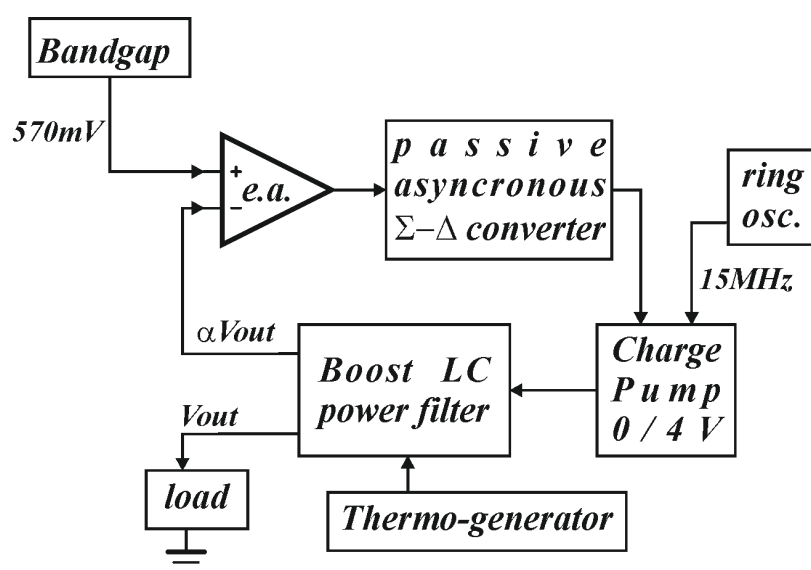 Bandgap
570mV
+
e.a.
−
p a s s i v e
asyncronous
Σ−Δ converter
ring
osc.
15MHz
αVout
Boost LC
power filter
Charge
Pump
0 / 4 V
Vout
load
Thermo-generator